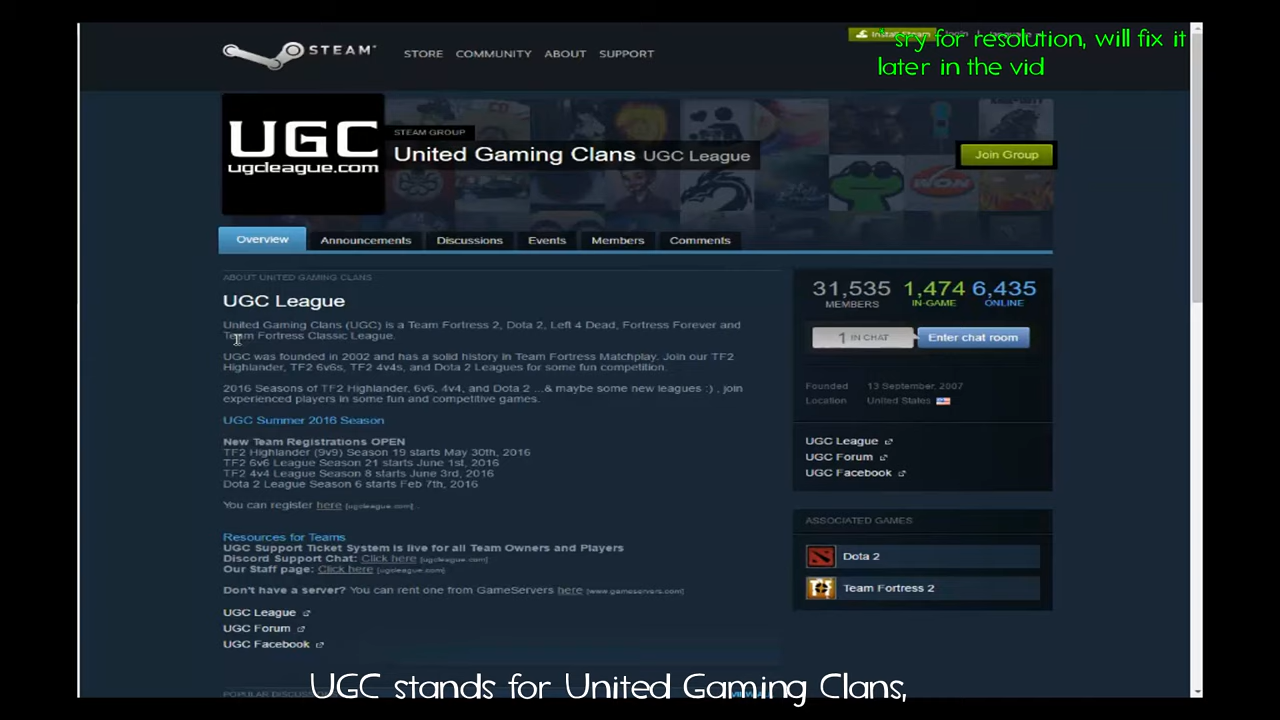 * sry for resolution, will fix it
later in the vid
STEAM
STORE COMMUNITY ABOUT SUPPORT
UGC
ugcleague.com
STEAM GROUP
United Gaming Clans UGC League
Join Group
Overview Announcements Discussions Events Members Comments
ABOUT UNITED GAMING CLANS
UGC League
United Gaming Clans (UGC) is a Team Fortress 2, Dota 2, Left 4 Dead, Fortress Forever and
Team Fortress Classic League.
UGC was founded in 2002 and has a solid history in Team Fortress Matchplay. Join our TF2
Highlander, TF2 6v6s, TF2 4v4s, and Dota 2 Leagues for some fun competition.
2016 Seasons of TF2 Highlander, 6v6, 4v4, and Dota 2 ...& maybe some new leagues :) , join
experienced players in some fun and competitive games.
UGC Summer 2016 Season
New Team Registrations OPEN
TF2 Highlander (9v9) Season 19 starts May 30th, 2016
TF2 6v6 League Season 21 starts June 1st, 2016
TF2 4v4 League Season 8 starts June 3rd, 2016
Dota 2 League Season 6 starts Feb 7th, 2016
You can register here [ugcleague.com] .
Resources for Teams
UGC Support Ticket System is live for all Team Owners and Players
Discord Support Chat: Click here [ugcleague.com]
Our Staff page: Click here [ugcleague.com]
Don't have a server? You can rent one from GameServers here [www.gameservers.com]
UGC League
UGC Forum
UGC Facebook
31,535 1,474 6,435
MEMBERS IN-GAME ONLINE
1 IN CHAT Enter chat room
Founded 13 September, 2007
Location United States
UGC League
UGC Forum
UGC Facebook
ASSOCIATED GAMES
Dota 2
Team Fortress 2
UGC stands for United Gaming Clans,